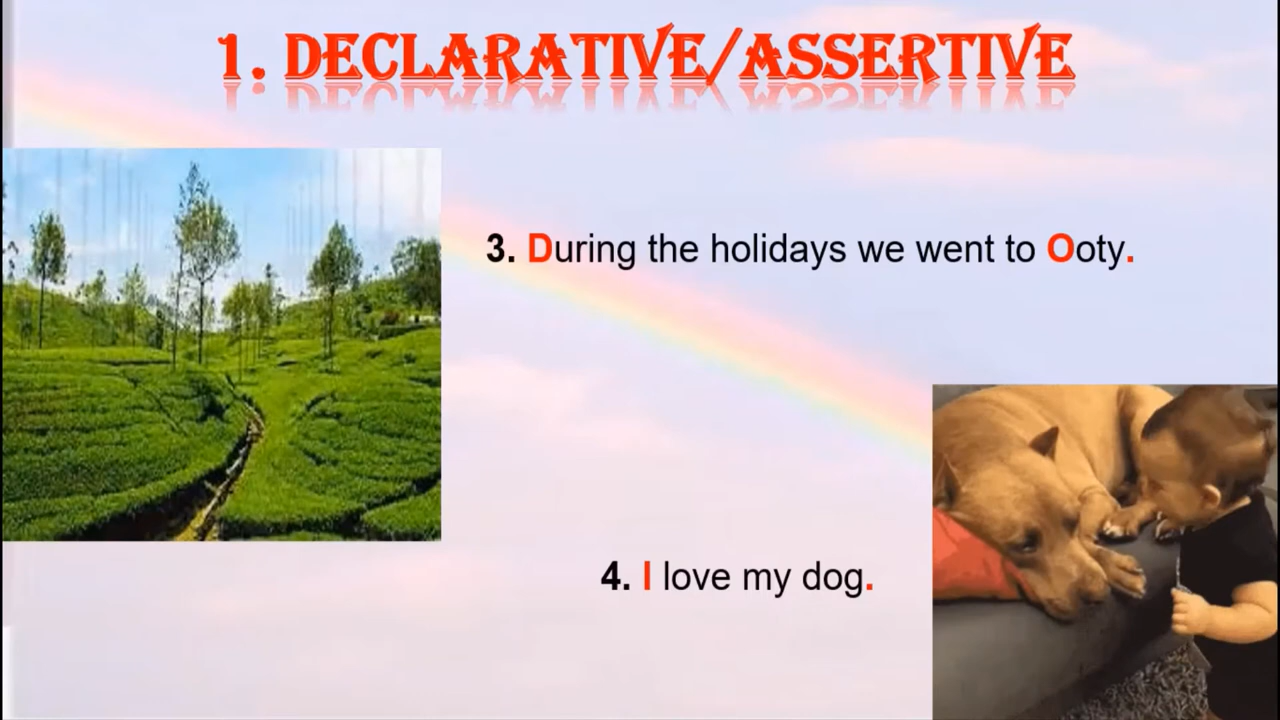 1. DECLARATIVE/ASSERTIVE
3. During the holidays we went to Ooty.
4. I love my dog.